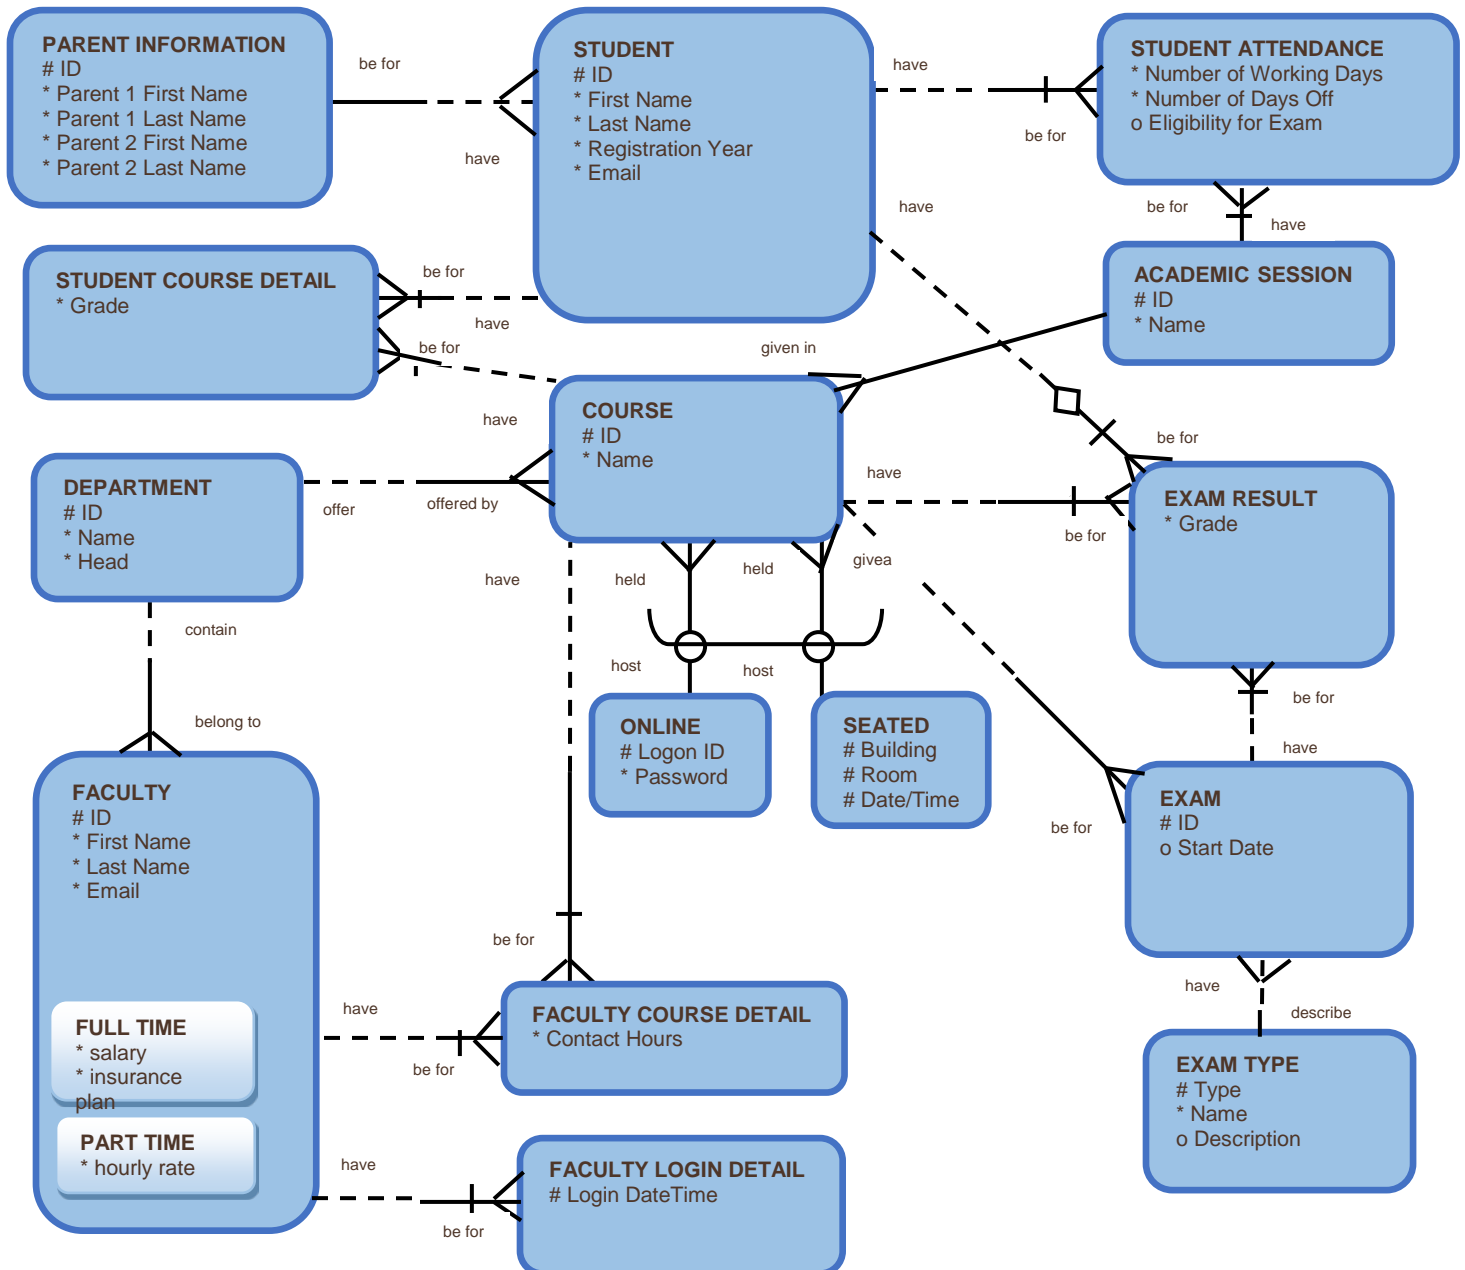 PARENT INFORMATION
# ID
* Parent 1 First Name
* Parent 1 Last Name
* Parent 2 First Name
* Parent 2 Last Name
be for
have
STUDENT
# ID
* First Name
* Last Name
* Registration Year
* Email
have
be for
STUDENT ATTENDANCE
* Number of Working Days
* Number of Days Off
o Eligibility for Exam
be for
have
have
ACADEMIC SESSION
# ID
* Name
STUDENT COURSE DETAIL
* Grade
be for
have
be for
have
given in
COURSE
# ID
* Name
DEPARTMENT
# ID
* Name
* Head
offer
offered by
have
be for
be for
EXAM RESULT
* Grade
have
held
held
givea
host
host
contain
belong to
ONLINE
# Logon ID
* Password
SEATED
# Building
# Room
# Date/Time
be for
have
be for
EXAM
# ID
o Start Date
FACULTY
# ID
* First Name
* Last Name
* Email
FULL TIME
* salary
* insurance
plan
PART TIME
* hourly rate
be for
have
be for
FACULTY COURSE DETAIL
* Contact Hours
have
describe
EXAM TYPE
# Type
* Name
o Description
have
be for
FACULTY LOGIN DETAIL
# Login DateTime